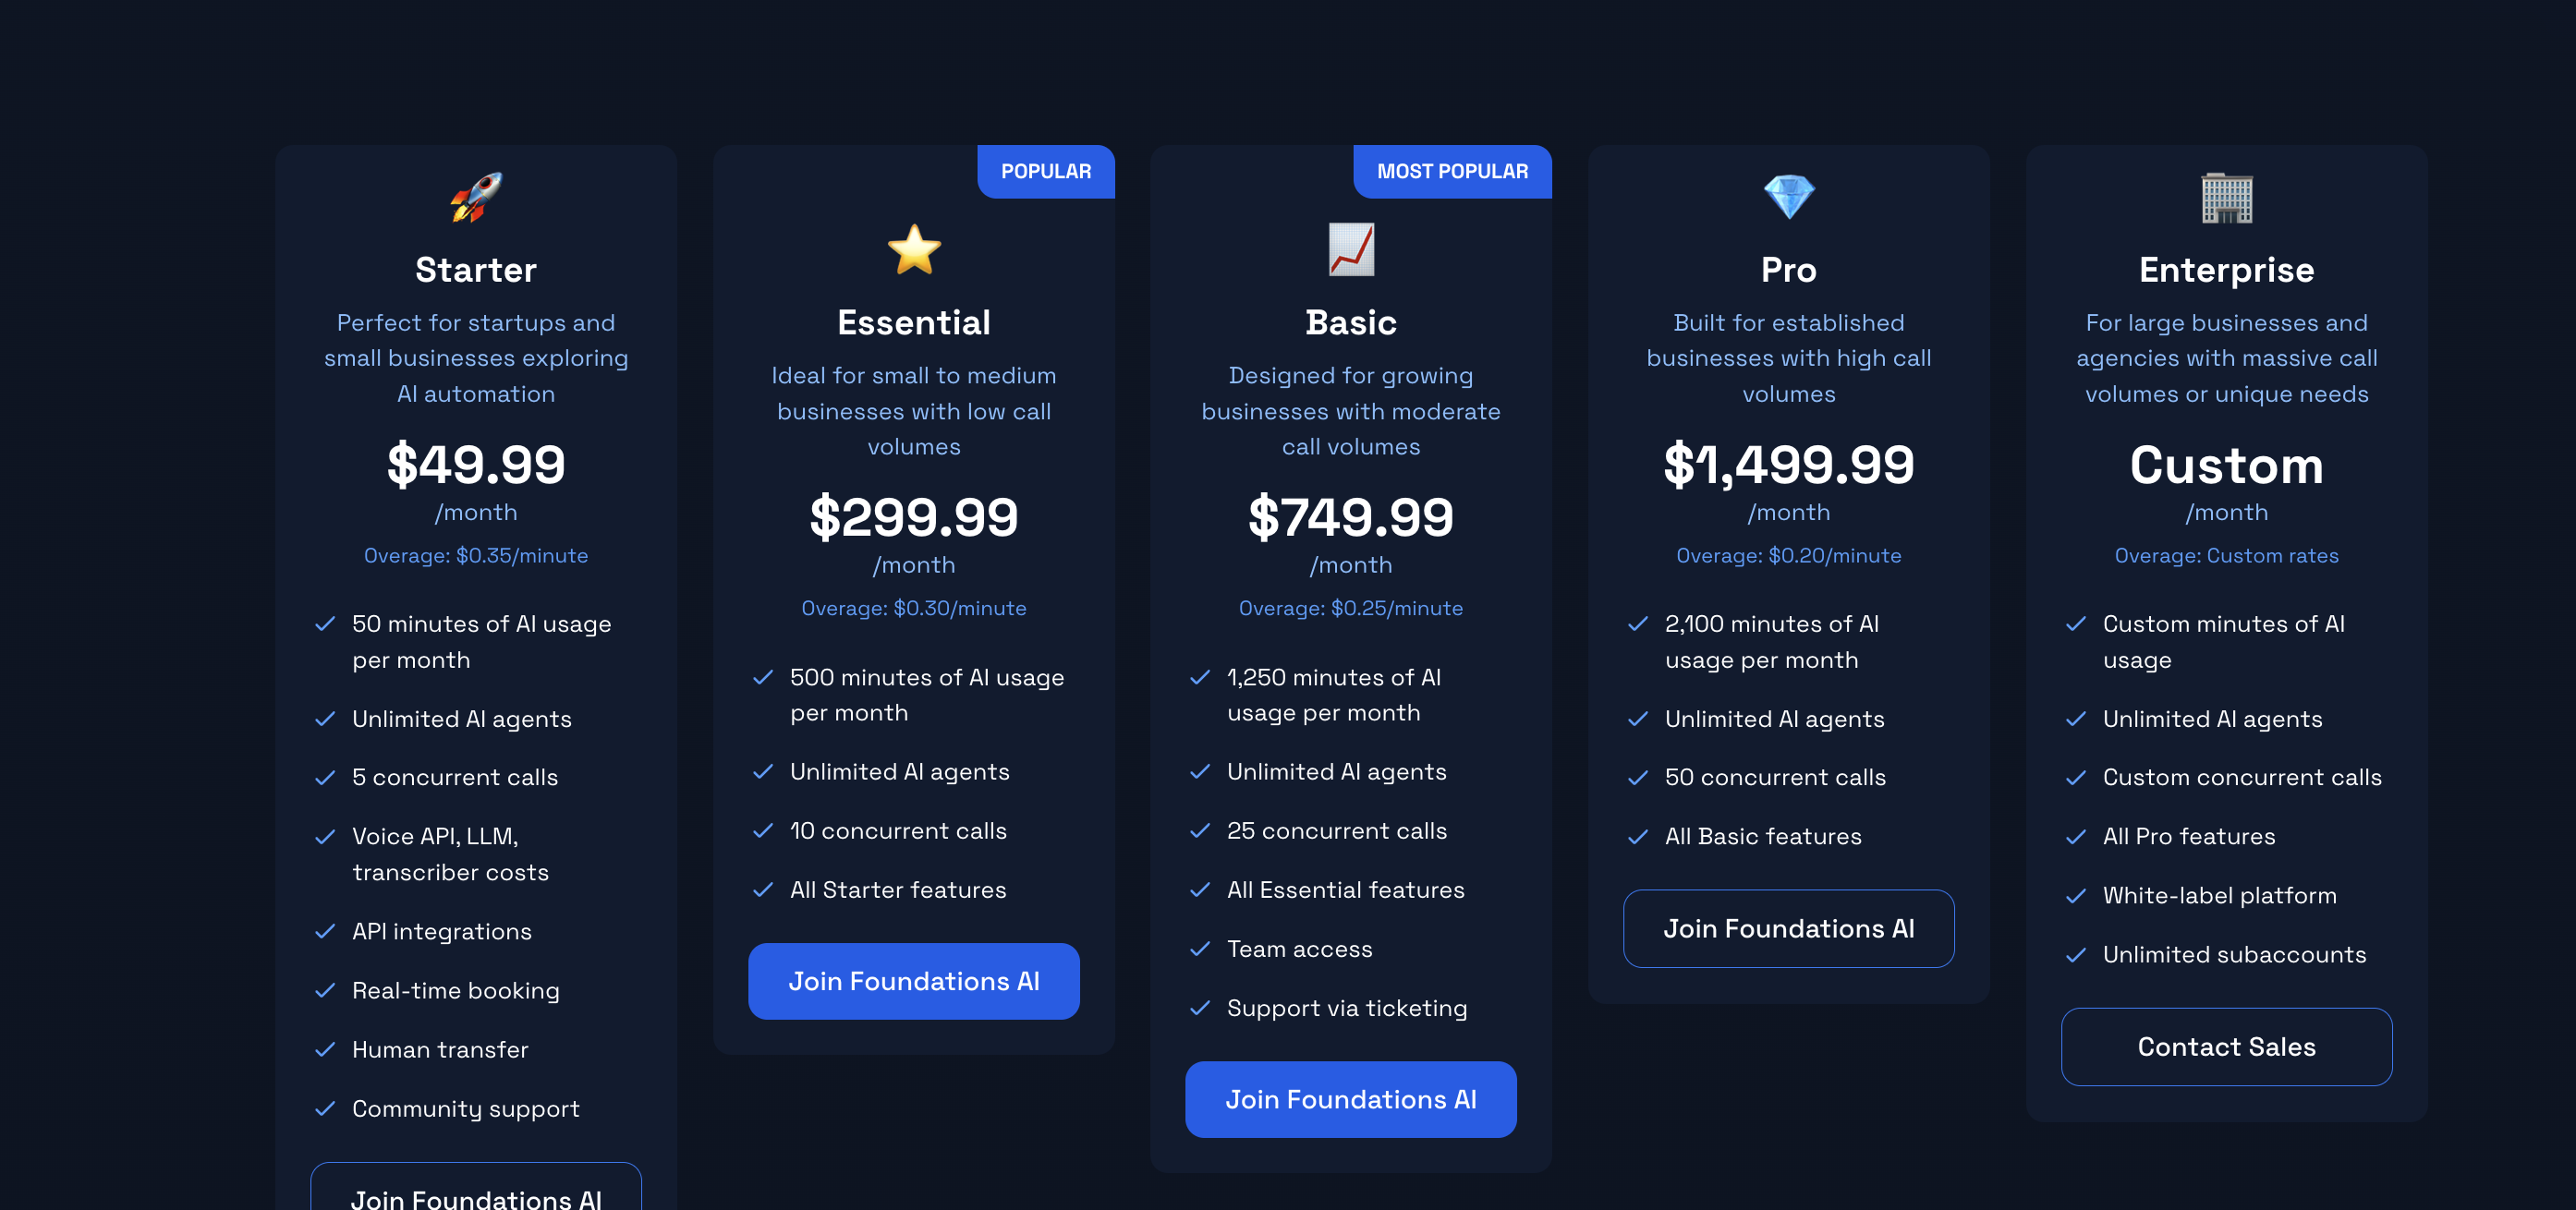 Starter
Perfect for startups and
small businesses exploring
AI automation
$49.99
/month
Overage: $0.35/minute
50 minutes of AI usage
per month
Unlimited AI agents
5 concurrent calls
Voice API, LLM,
transcriber costs
API integrations
Real-time booking
Human transfer
Community support
Join Foundations AI
POPULAR
Essential
Ideal for small to medium
businesses with low call
volumes
$299.99
/month
Overage: $0.30/minute
500 minutes of AI usage
per month
Unlimited AI agents
10 concurrent calls
All Starter features
Join Foundations AI
MOST POPULAR
Basic
Designed for growing
businesses with moderate
call volumes
$749.99
/month
Overage: $0.25/minute
1,250 minutes of AI
usage per month
Unlimited AI agents
25 concurrent calls
All Essential features
Team access
Support via ticketing
Join Foundations AI
Pro
Built for established
businesses with high call
volumes
$1,499.99
/month
Overage: $0.20/minute
2,100 minutes of AI
usage per month
Unlimited AI agents
50 concurrent calls
All Basic features
Join Foundations AI
Enterprise
For large businesses and
agencies with massive call
volumes or unique needs
Custom
/month
Overage: Custom rates
Custom minutes of AI
usage
Unlimited AI agents
Custom concurrent calls
All Pro features
White-label platform
Unlimited subaccounts
Contact Sales